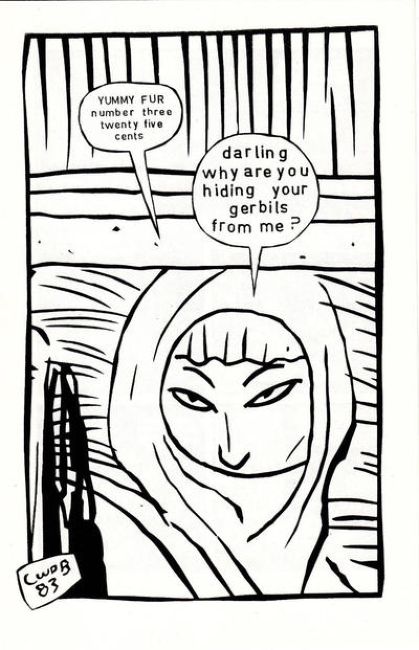 YUMMY FUR
number three
twenty five
cents
darling
why are you
hiding your
gerbils
from me?
CWDB
83